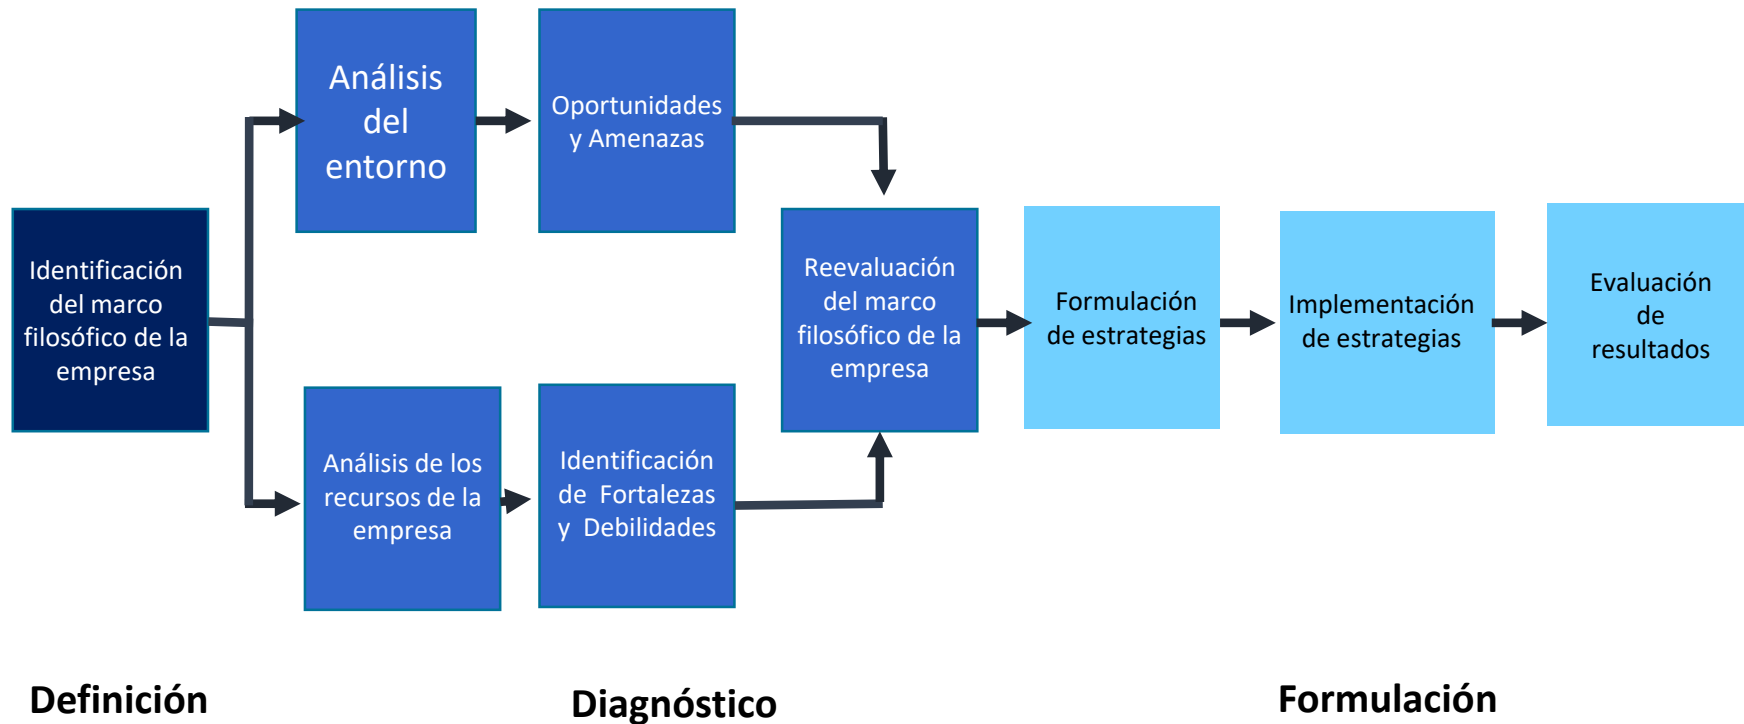 Análisis
del
entorno
Oportunidades
y Amenazas
Identificación
del marco
filosófico de la
empresa
Análisis de los
recursos de la
empresa
Identificación
de Fortalezas
y Debilidades
Reevaluación
del marco
filosófico de la
empresa
Formulación
de estrategias
Implementación
de estrategias
Evaluación
de
resultados
Definición
Diagnóstico
Formulación